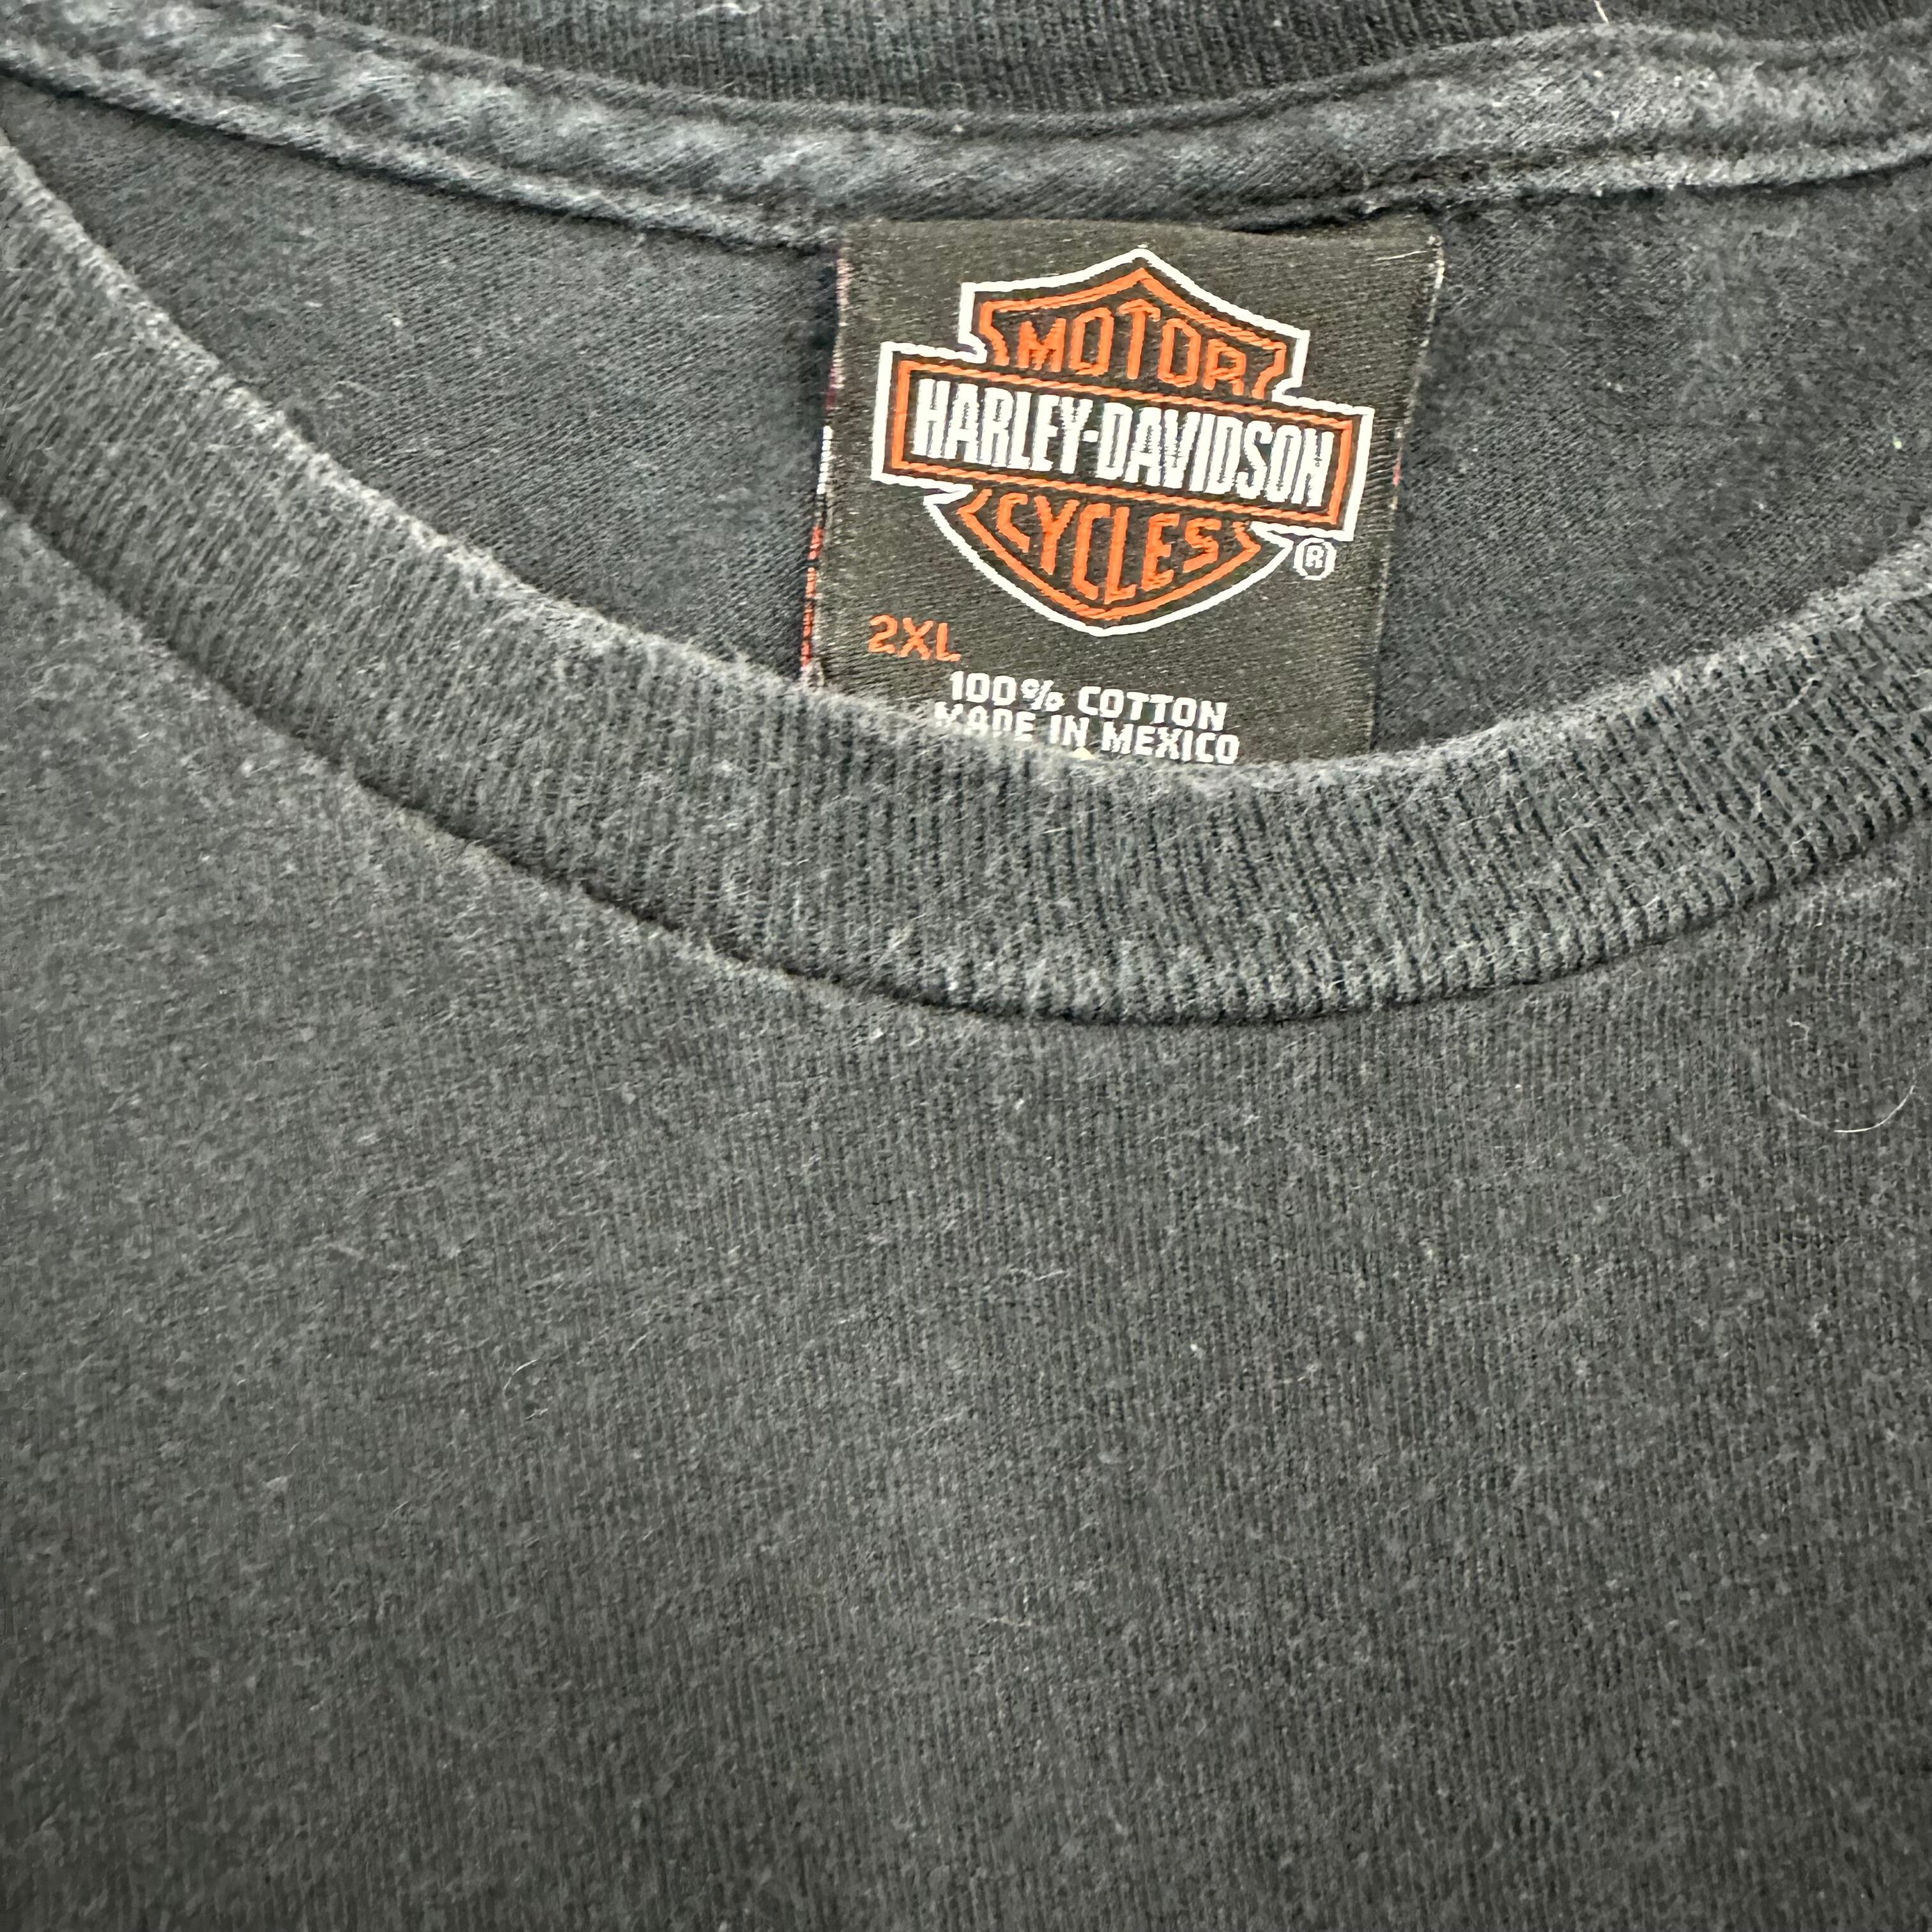 MOTOR
HARLEY-DAVIDSON
CYCLES
®
2XL
100% COTTON
MADE IN MEXICO